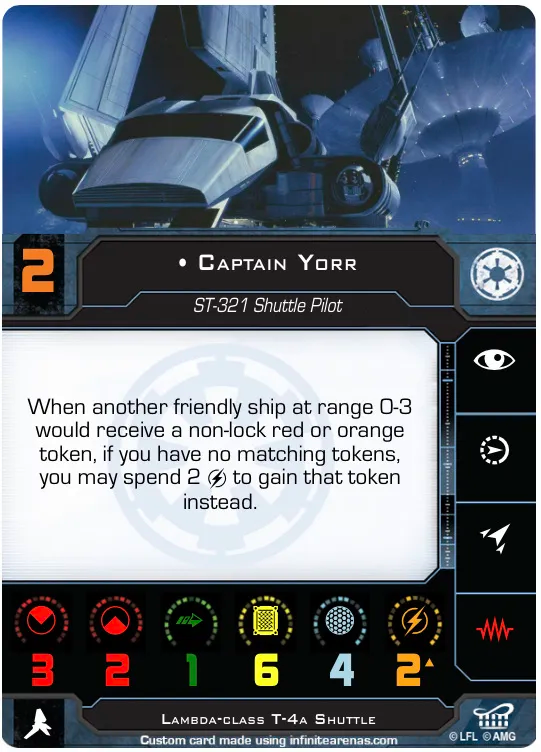 2
• Captain Yorr
ST-321 Shuttle Pilot
When another friendly ship at range 0-3
would receive a non-lock red or orange
token, if you have no matching tokens,
you may spend 2 to gain that token
instead.
3 2 1 6 4 2
Lambda-class T-4a Shuttle
Custom card made using infinitearenas.com
© LFL © AMG